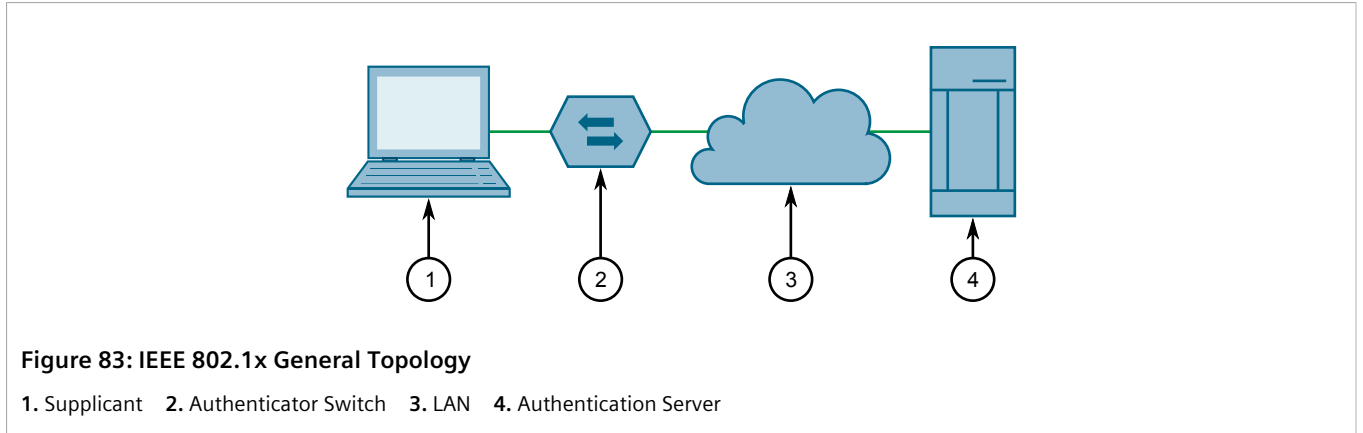 1
2
3
4
Figure 83: IEEE 802.1x General Topology
1. Supplicant 2. Authenticator Switch 3. LAN 4. Authentication Server